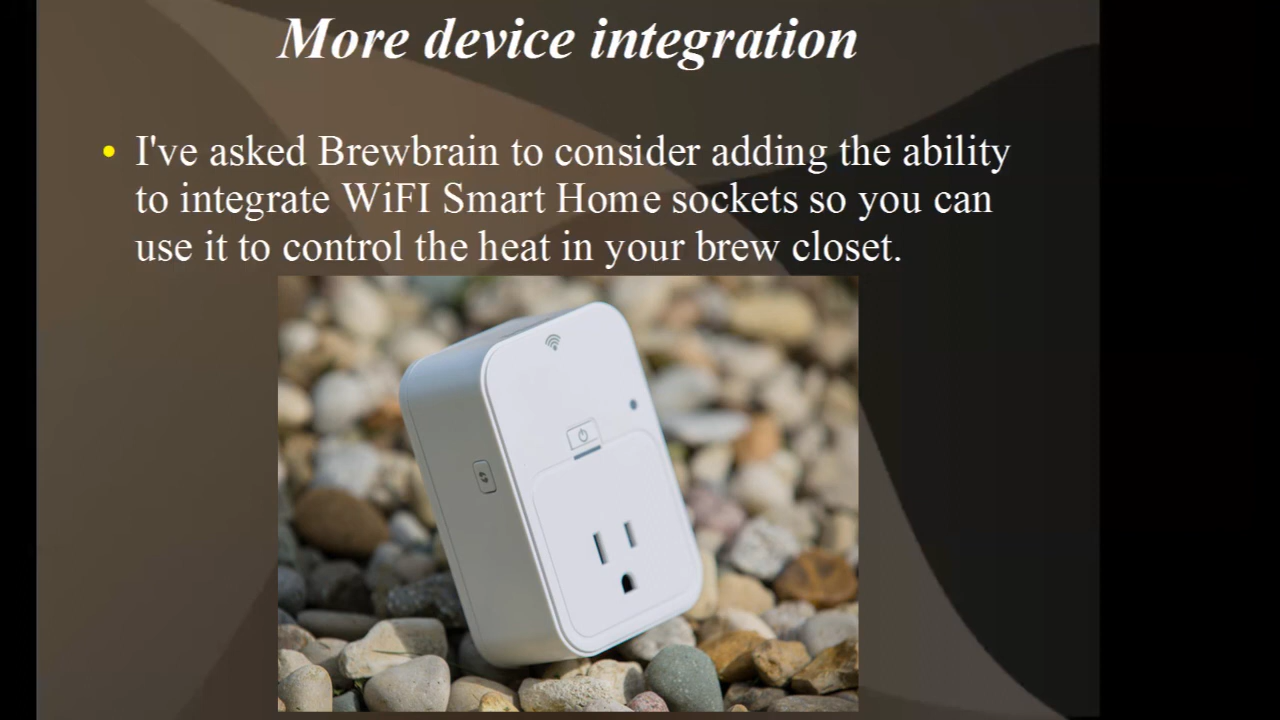 More device integration
• I've asked Brewbrain to consider adding the ability
to integrate WiFI Smart Home sockets so you can
use it to control the heat in your brew closet.